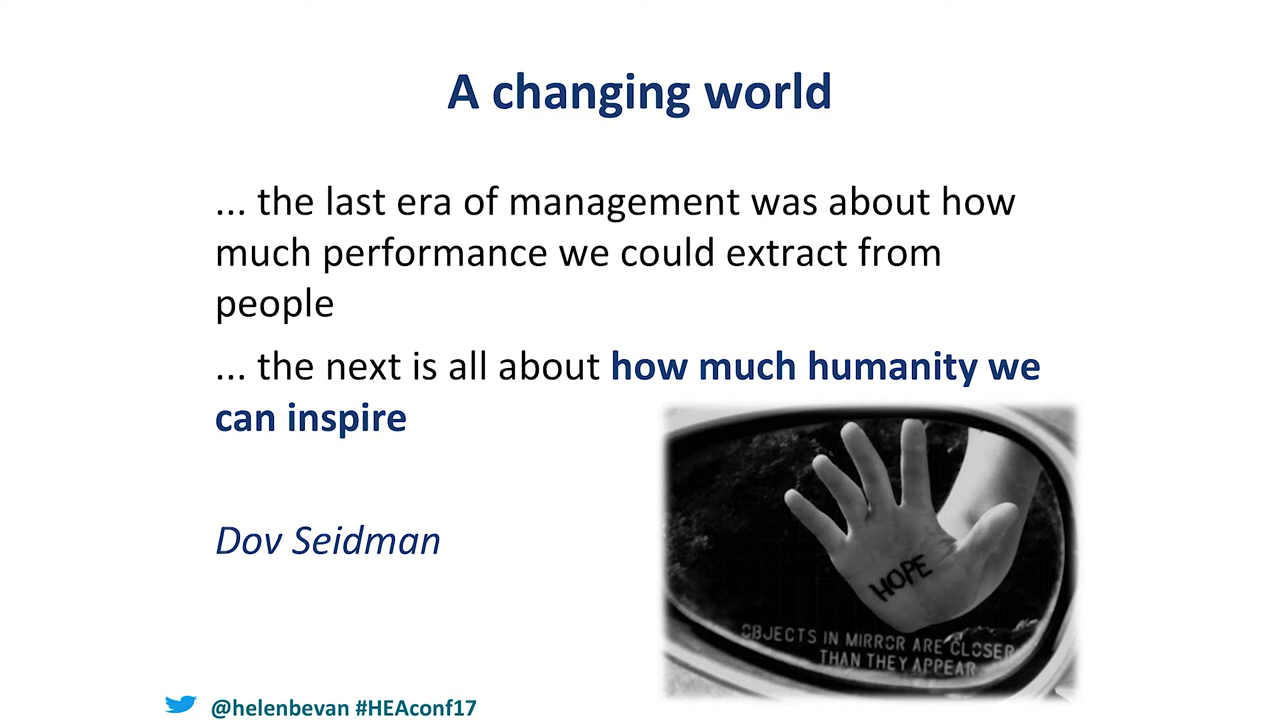 A changing world
... the last era of management was about how
much performance we could extract from
people
... the next is all about how much humanity we
can inspire
Dov Seidman
HOPE
OBJECTS IN MIRROR ARE CLOSER
THAN THEY APPEAR
@helenbevan #HEAconf17